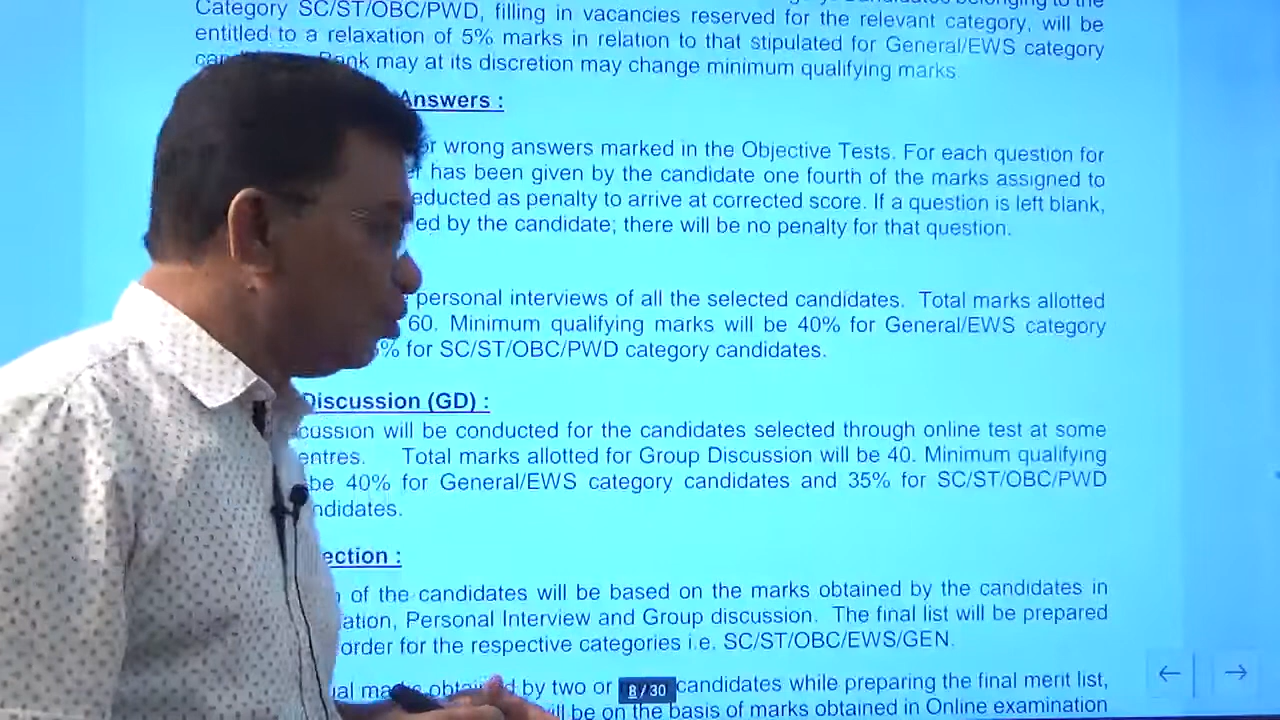 Category SC/ST/OBC/PWD, filling in vacancies reserved for the relevant category, will be
entitled to a relaxation of 5% marks in relation to that stipulated for General/EWS category
Bank may at its discretion may change minimum qualifying marks
Answers :
wrong answers marked in the Objective Tests. For each question for
has been given by the candidate one fourth of the marks assigned to
educted as penalty to arrive at corrected score. If a question is left blank,
ed by the candidate; there will be no penalty for that question.
personal interviews of all the selected candidates. Total marks allotted
60. Minimum qualifying marks will be 40% for General/EWS category
% for SC/ST/OBC/PWD category candidates.
Discussion (GD) :
cussion will be conducted for the candidates selected through online test at some
entres. Total marks allotted for Group Discussion will be 40. Minimum qualifying
be 40% for General/EWS category candidates and 35% for SC/ST/OBC/PWD
ndidates.
ection :
of the candidates will be based on the marks obtained by the candidates in
ation, Personal Interview and Group discussion. The final list will be prepared
order for the respective categories i.e. SC/ST/OBC/EWS/GEN.
by two or candidates while preparing the final merit list,
8/30
ill be on the basis of marks obtained in Online examination